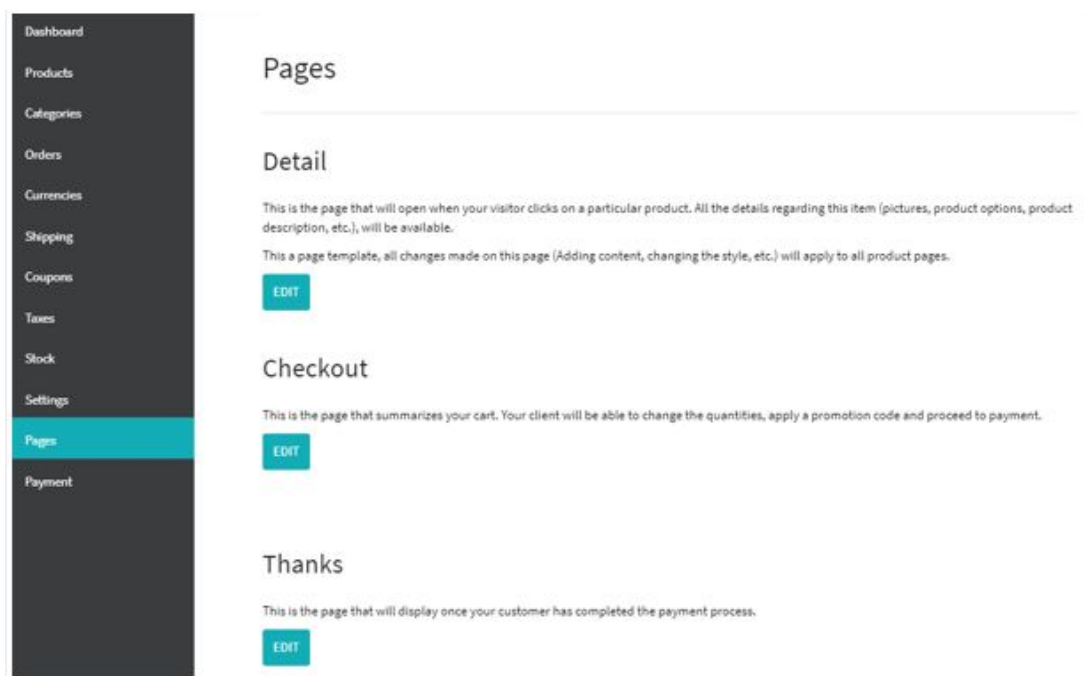 Dashboard
Products
Categories
Orders
Currencies
Shipping
Coupons
Taxes
Stock
Settings
Pages
Payment
Pages
Detail
This is the page that will open when your visitor clicks on a particular product. All the details regarding this item (pictures, product options, product
description, etc.), will be available.
This a page template, all changes made on this page (Adding content, changing the style, etc.) will apply to all product pages.
EDIT
Checkout
This is the page that summarizes your cart. Your client will be able to change the quantities, apply a promotion code and proceed to payment.
EDIT
Thanks
This is the page that will display once your customer has completed the payment process.
EDIT